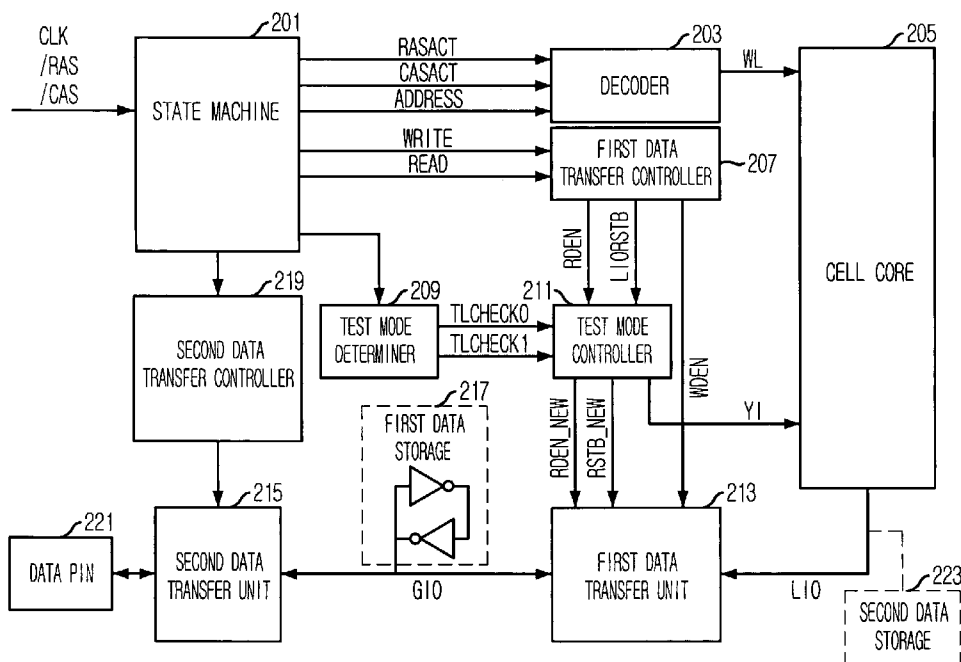 CLK
/RAS
/CAS
201
STATE MACHINE
RASACT
CASACT
ADDRESS
WRITE
READ
203
DECODER
WL
205
CELL CORE
FIRST DATA
TRANSFER CONTROLLER
207
RDEN
LIORSTB
WDEN
219
SECOND DATA
TRANSFER CONTROLLER
209
TEST MODE
DETERMINER
TLCHECK0
TLCHECK1
211
TEST MODE
CONTROLLER
YI
217
FIRST DATA
STORAGE
RDEN_NEW
RSTB_NEW
221
DATA PIN
215
SECOND DATA
TRANSFER UNIT
GIO
213
FIRST DATA
TRANSFER UNIT
LIO
223
SECOND DATA
STORAGE